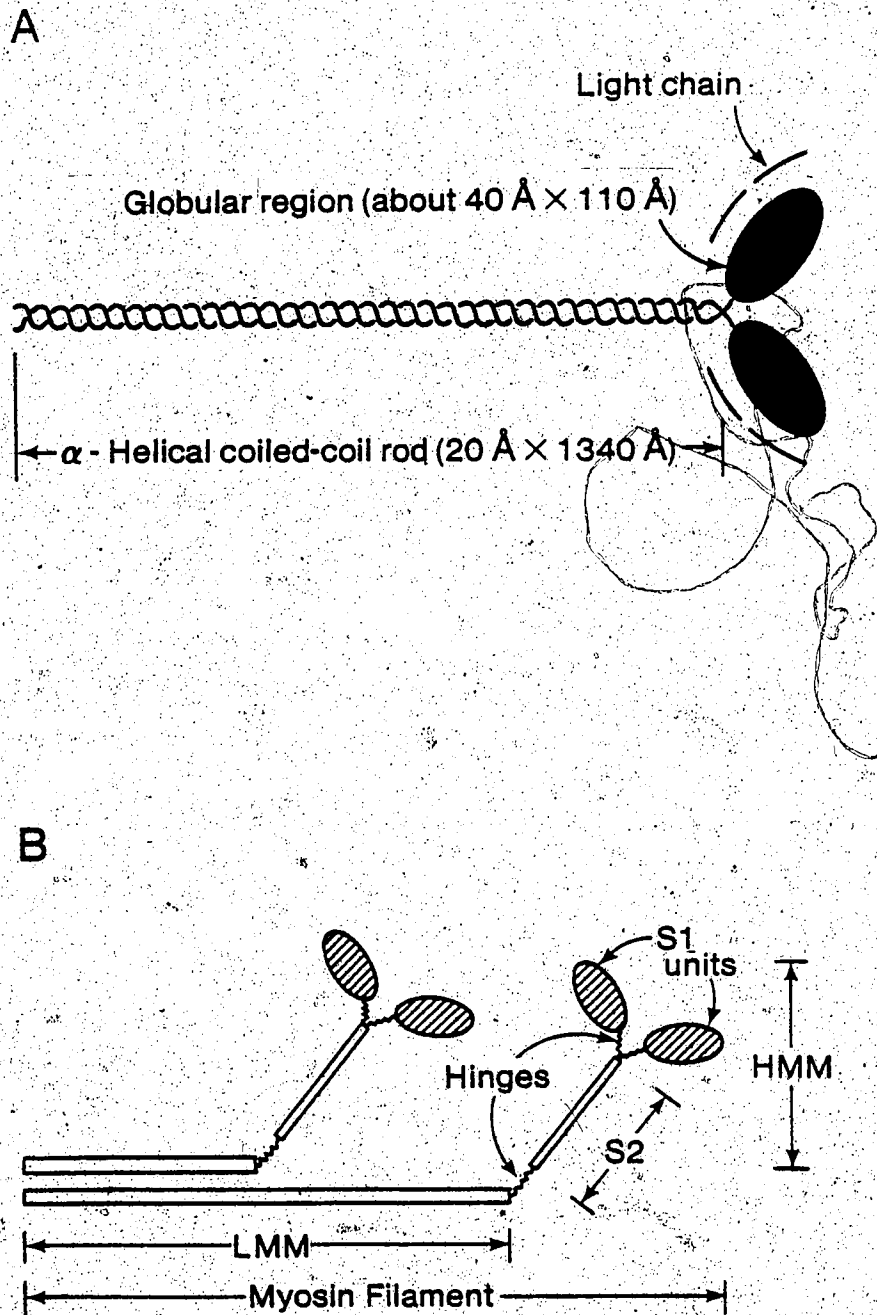 A
Light chain
Globular region (about 40 Å × 110 Å)
α - Helical coiled-coil rod (20 Å × 1340 Å)
B
S1
units
Hinges
HMM
S2
LMM
Myosin Filament